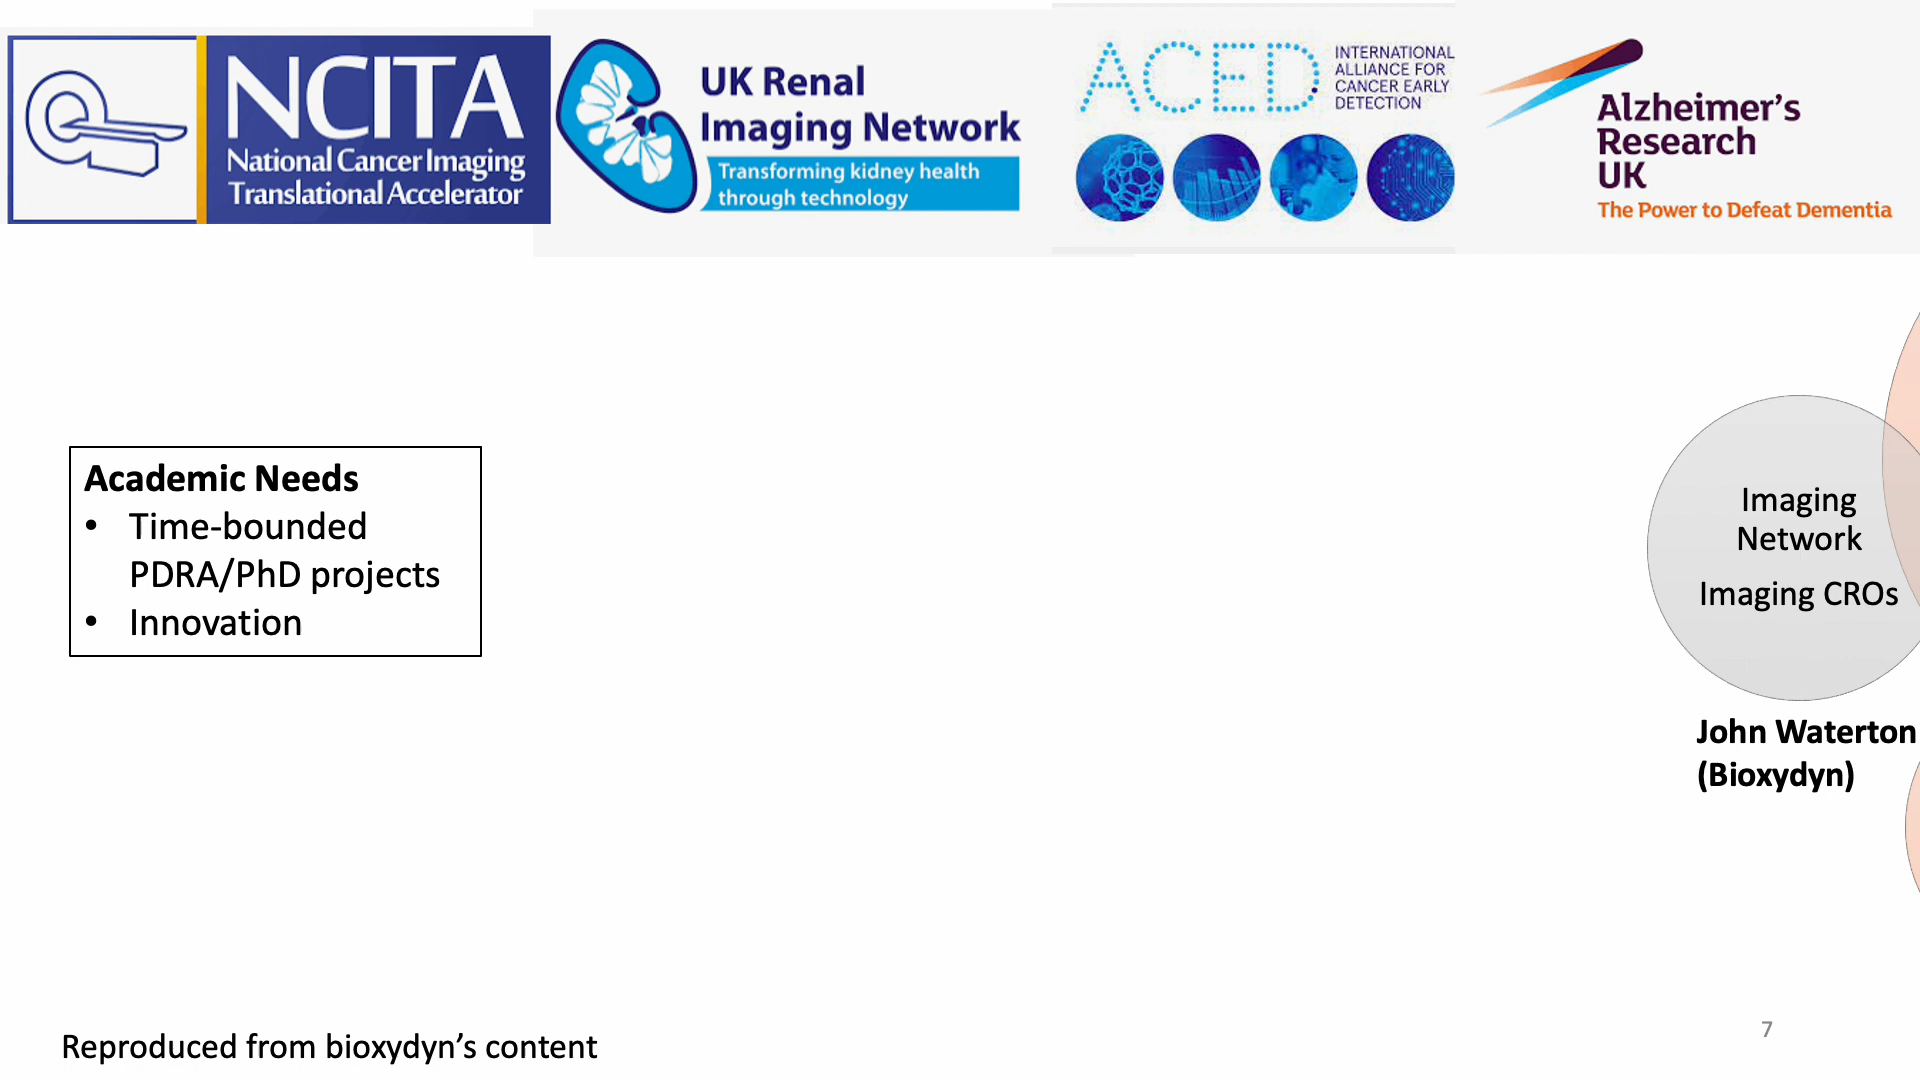 NCITA
National Cancer Imaging
Translational Accelerator
UK Renal
Imaging Network
Transforming kidney health
through technology
ACED
INTERNATIONAL
ALLIANCE FOR
CANCER EARLY
DETECTION
Alzheimer's
Research
UK
The Power to Defeat Dementia
Academic Needs
• Time-bounded
PDRA/PhD projects
• Innovation
Imaging
Network
Imaging CROs
John Waterton
(Bioxydyn)
Reproduced from bioxydyn's content
7